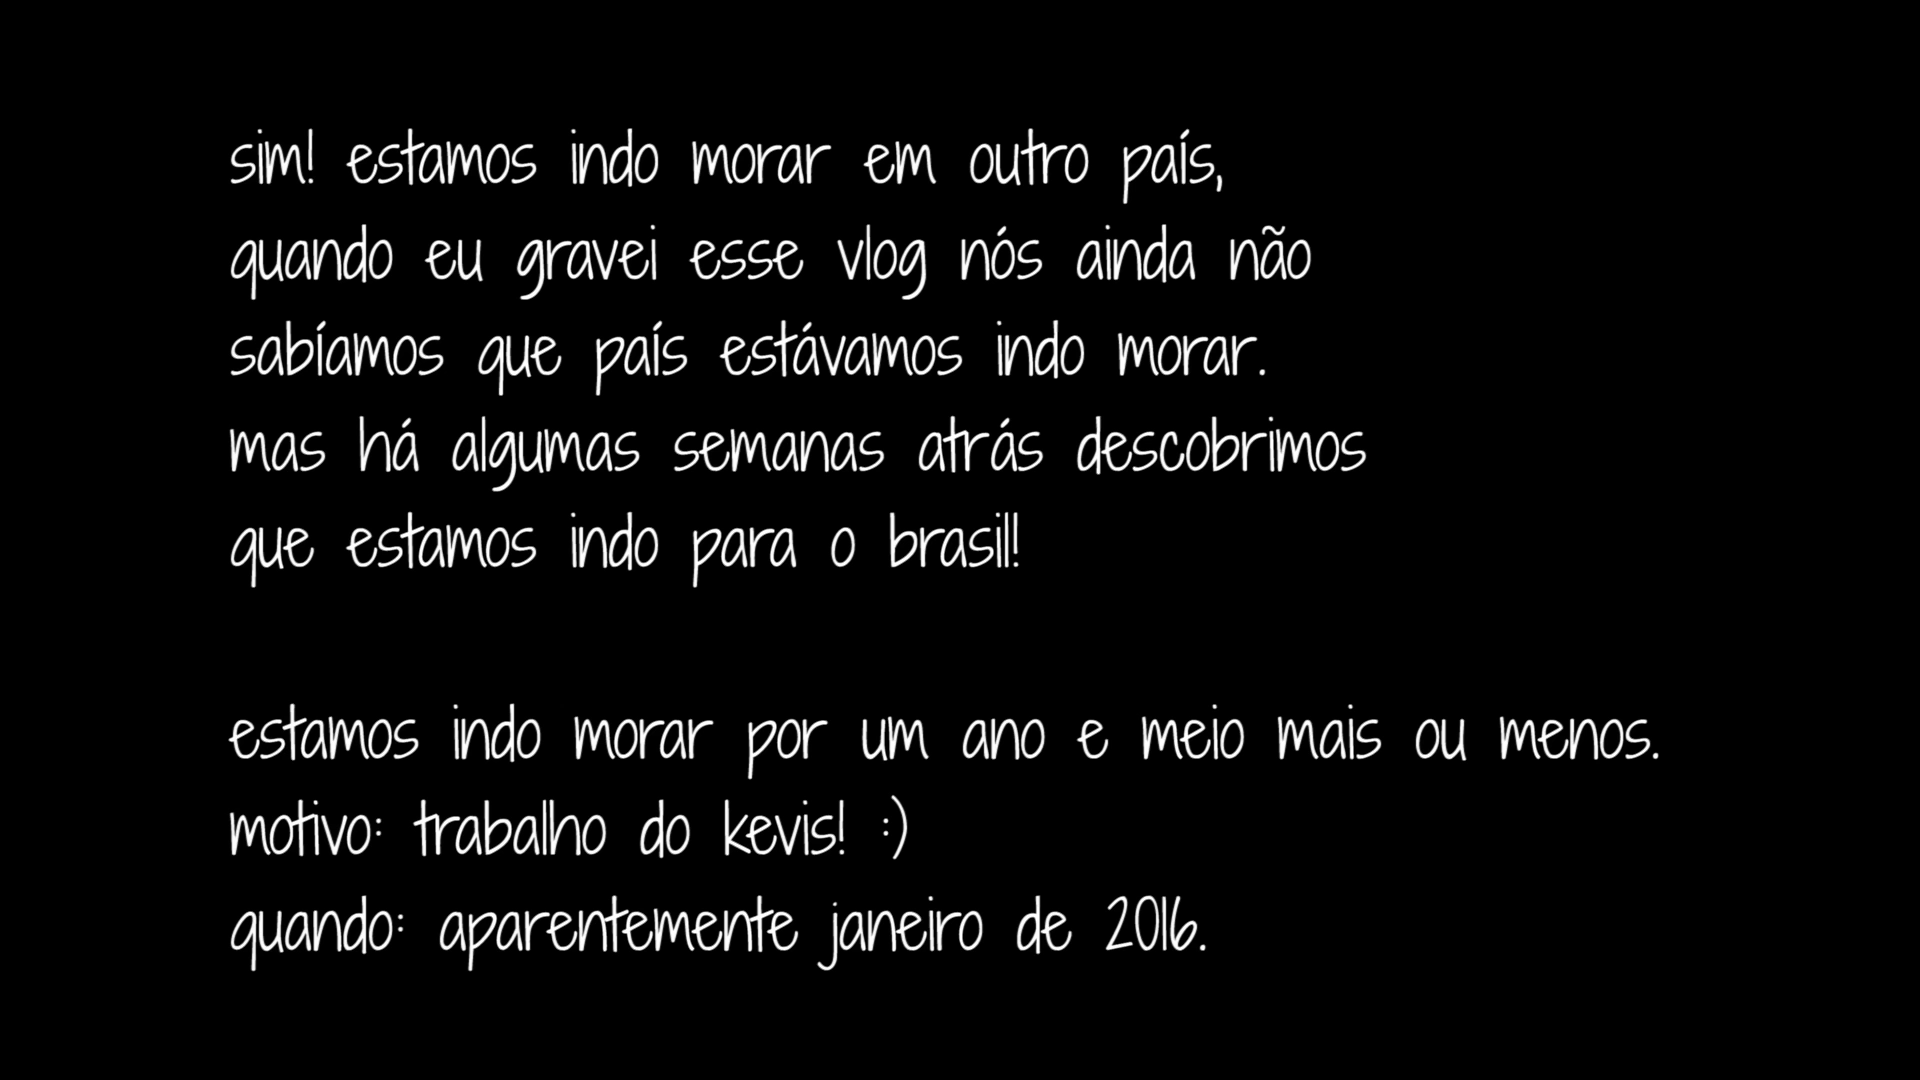 sim! estamos indo morar em outro país,
quando eu gravei esse vlog nós ainda não
sabíamos que país estávamos indo morar.
mas há algumas semanas atrás descobrimos
que estamos indo para o brasil!
estamos indo morar por um ano e meio mais ou menos.
motivo: trabalho do kevis! :)
quando: aparentemente janeiro de 2016.